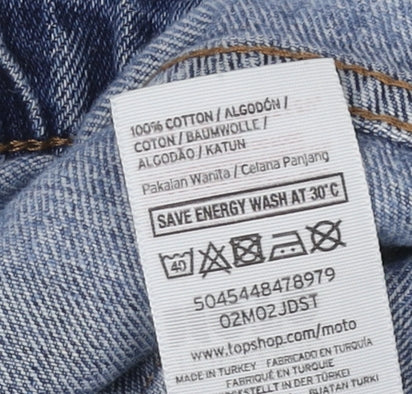 100% COTTON / ALGODÓN /
COTON / BAUMWOLLE /
ALGODÃO / KATUN
Pakaian Wanita / Celana Panjang
SAVE ENERGY WASH AT 30°C
40
5045448478979
02M02JDST
www.topshop.com/moto
MADE IN TURKEY FABRICADO EN TURQUÍA
FABRIQUÉ EN TURQUIE
GESTELLT IN DER TÜRKEI
BUATAN TURKI